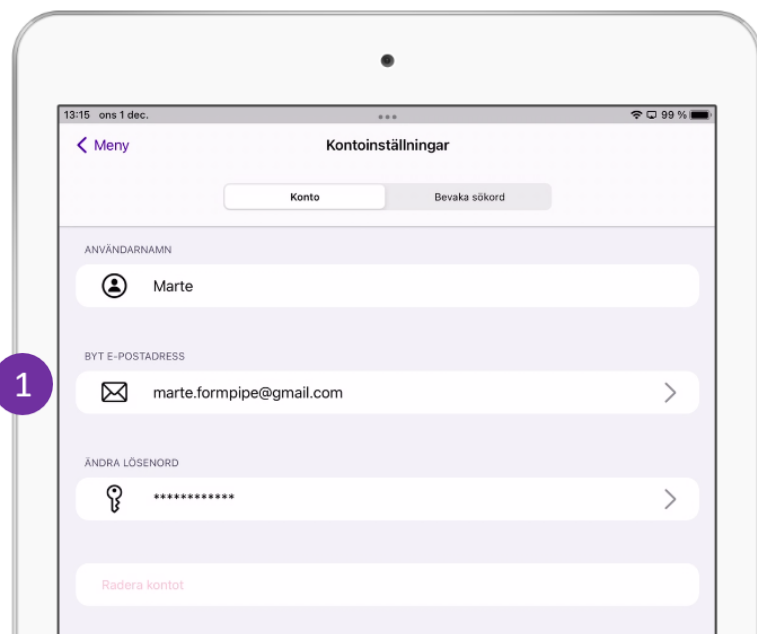 13:15 ons 1 dec.
99 %
Meny
Kontoinställningar
Konto
Bevaka sökord
ANVÄNDARNAMN
Marte
BYT E-POSTADRESS
1
marte.formpipe@gmail.com
ÄNDRA LÖSENORD
************
Radera kontot